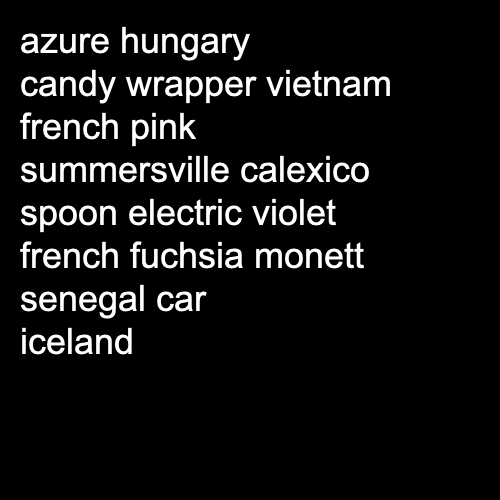 azure hungary
candy wrapper vietnam
french pink
summersville calexico
spoon electric violet
french fuchsia monett
senegal car
iceland